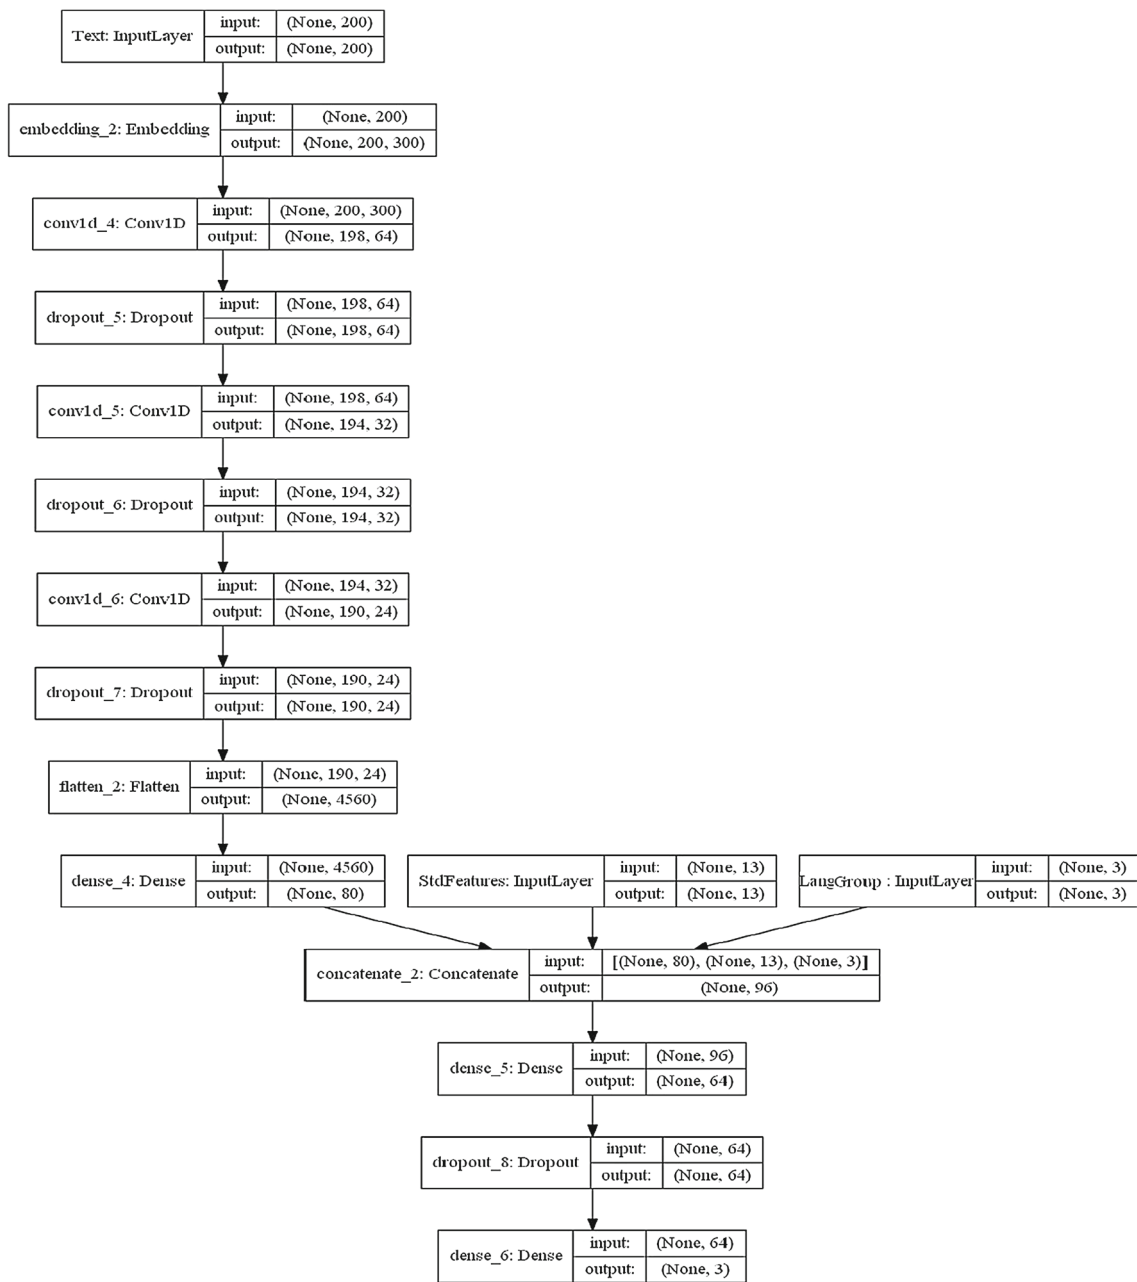 Text: InputLayer
input: (None, 200)
output: (None, 200)
embedding_2: Embedding
input: (None, 200)
output: (None, 200, 300)
conv1d_4: Conv1D
input: (None, 200, 300)
output: (None, 198, 64)
dropout_5: Dropout
input: (None, 198, 64)
output: (None, 198, 64)
conv1d_5: Conv1D
input: (None, 198, 64)
output: (None, 194, 32)
dropout_6: Dropout
input: (None, 194, 32)
output: (None, 194, 32)
conv1d_6: Conv1D
input: (None, 194, 32)
output: (None, 190, 24)
dropout_7: Dropout
input: (None, 190, 24)
output: (None, 190, 24)
flatten_2: Flatten
input: (None, 190, 24)
output: (None, 4560)
dense_4: Dense
input: (None, 4560)
output: (None, 80)
StdFeatures: InputLayer
input: (None, 13)
output: (None, 13)
LangGroup : InputLayer
input: (None, 3)
output: (None, 3)
concatenate_2: Concatenate
input: [(None, 80), (None, 13), (None, 3)]
output: (None, 96)
dense_5: Dense
input: (None, 96)
output: (None, 64)
dropout_8: Dropout
input: (None, 64)
output: (None, 64)
dense_6: Dense
input: (None, 64)
output: (None, 3)